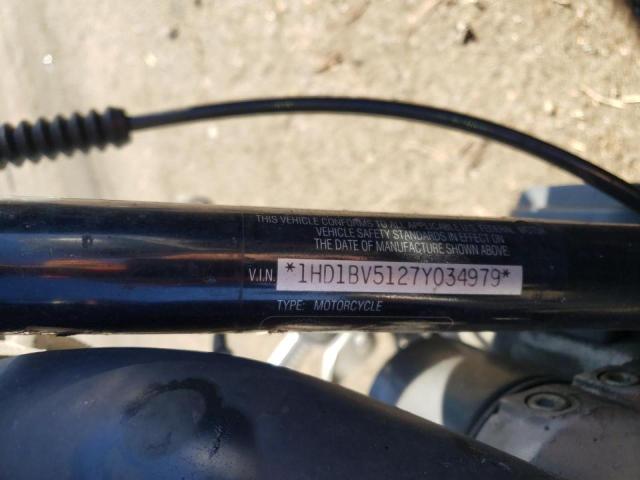 THIS VEHICLE CONFORMS TO ALL APPLICABLE U.S. FEDERAL MOTOR
VEHICLE SAFETY STANDARDS IN EFFECT ON
THE DATE OF MANUFACTURE SHOWN ABOVE.
V.I.N. *1HD1BV5127Y034979*
TYPE: MOTORCYCLE